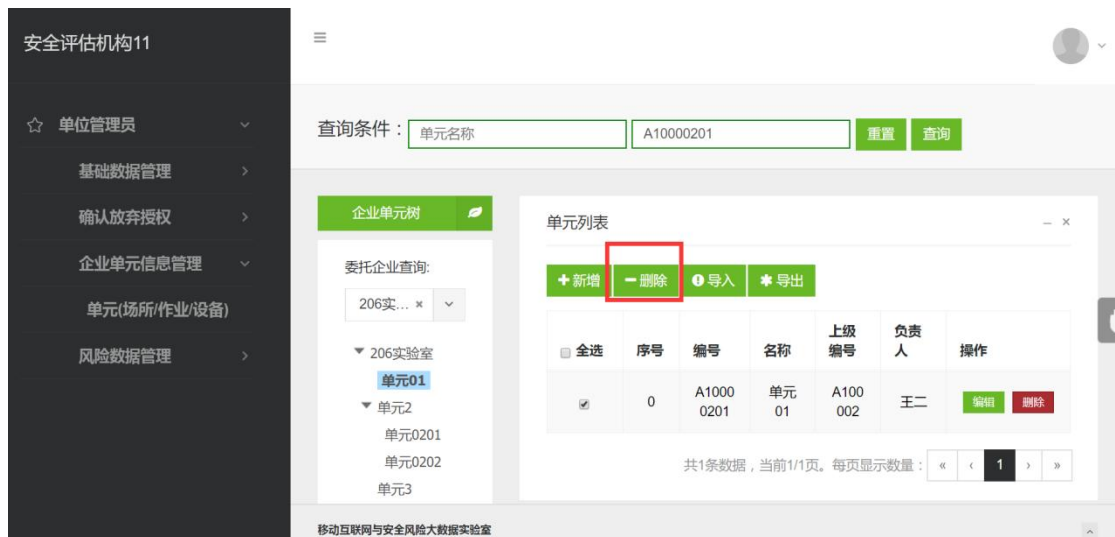 安全评估机构11
单位管理员
基础数据管理
确认放弃授权
企业单元信息管理
单元(场所/作业/设备)
风险数据管理
查询条件： 单元名称 A10000201 重置 查询
企业单元树
委托企业查询:
206实... ×
206实验室
单元01
单元2
单元0201
单元0202
单元3
单元列表
新增 删除 导入 导出
全选 序号 编号 名称 上级编号 负责人 操作
0 A10000201 单元01 A100002 王二 编辑 删除
共1条数据，当前1/1页。每页显示数量： « ‹ 1 › »
移动互联网与安全风险大数据实验室